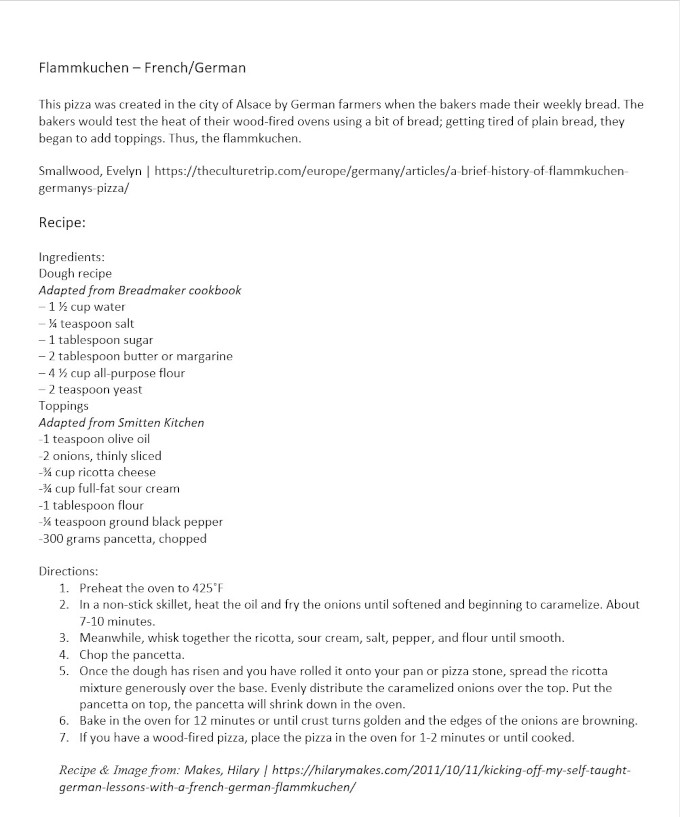 Flammkuchen – French/German
This pizza was created in the city of Alsace by German farmers when the bakers made their weekly bread. The
bakers would test the heat of their wood-fired ovens using a bit of bread; getting tired of plain bread, they
began to add toppings. Thus, the flammkuchen.
Smallwood, Evelyn | https://theculturetrip.com/europe/germany/articles/a-brief-history-of-flammkuchen-
germanys-pizza/
Recipe:
Ingredients:
Dough recipe
Adapted from Breadmaker cookbook
– 1 ½ cup water
– ¾ teaspoon salt
– 1 tablespoon sugar
– 2 tablespoon butter or margarine
– 4 ½ cup all-purpose flour
– 2 teaspoon yeast
Toppings
Adapted from Smitten Kitchen
-1 teaspoon olive oil
-2 onions, thinly sliced
-¾ cup ricotta cheese
-¾ cup full-fat sour cream
-1 tablespoon flour
-¼ teaspoon ground black pepper
-300 grams pancetta, chopped
Directions:
1. Preheat the oven to 425˚F
2. In a non-stick skillet, heat the oil and fry the onions until softened and beginning to caramelize. About
7-10 minutes.
3. Meanwhile, whisk together the ricotta, sour cream, salt, pepper, and flour until smooth.
4. Chop the pancetta.
5. Once the dough has risen and you have rolled it onto your pan or pizza stone, spread the ricotta
mixture generously over the base. Evenly distribute the caramelized onions over the top. Put the
pancetta on top, the pancetta will shrink down in the oven.
6. Bake in the oven for 12 minutes or until crust turns golden and the edges of the onions are browning.
7. If you have a wood-fired pizza, place the pizza in the oven for 1-2 minutes or until cooked.
Recipe & Image from: Makes, Hilary | https://hilarymakes.com/2011/10/11/kicking-off-my-self-taught-
german-lessons-with-a-french-german-flammkuchen/